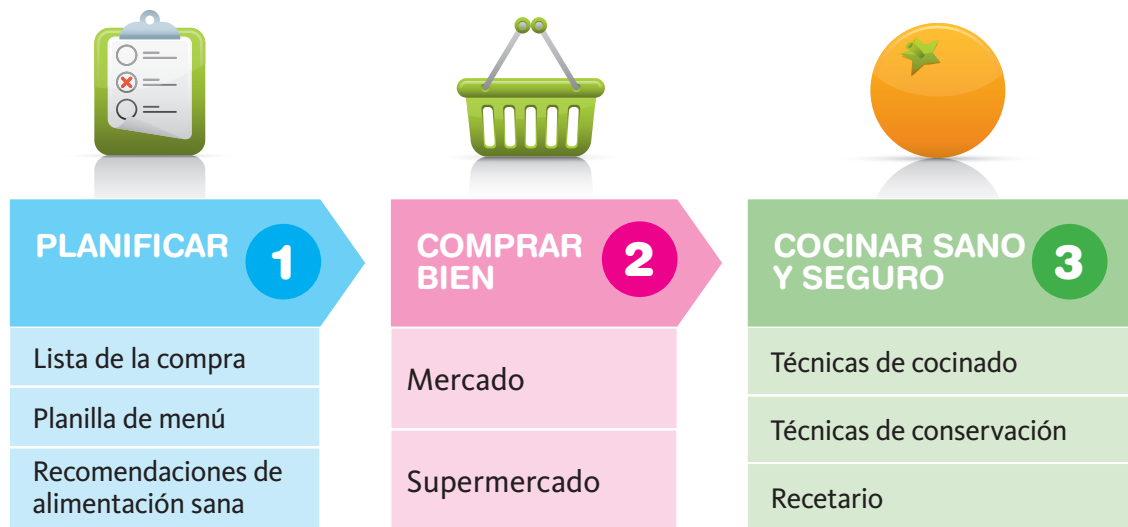 PLANIFICAR
1
Lista de la compra
Planilla de menú
Recomendaciones de
alimentación sana
COMPRAR
BIEN
2
Mercado
Supermercado
COCINAR SANO
Y SEGURO
3
Técnicas de cocinado
Técnicas de conservación
Recetario